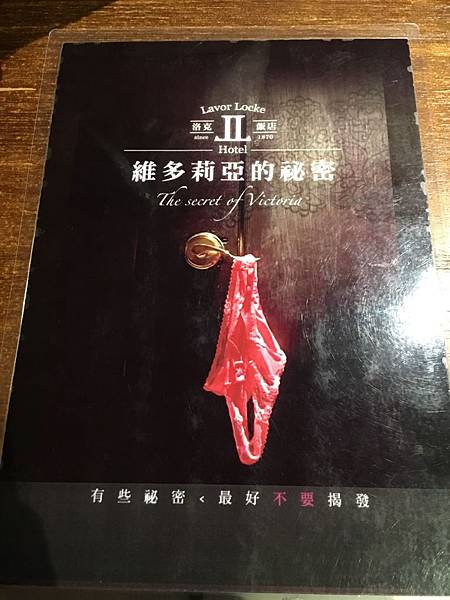 Lavor Locke
洛克 飯店
since 1870
Hotel
維多莉亞的祕密
The secret of Victoria
有些祕密 < 最好不要揭發